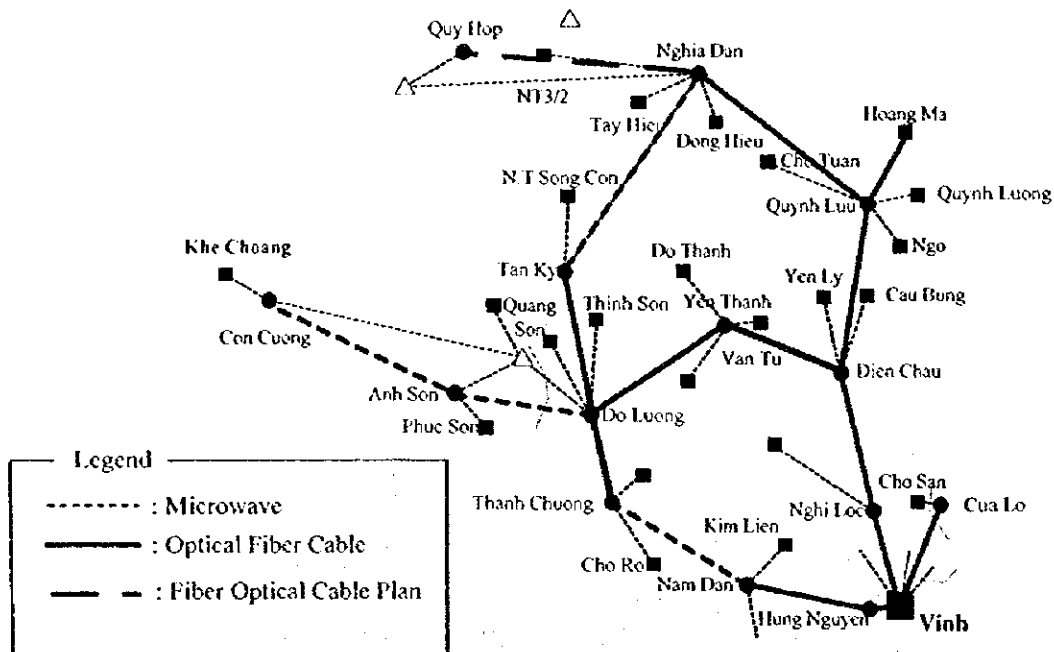 Quy Hop
Nghia Dan
NT3/2
Tay Hieu
Dong Hieu
Hoang Ma
Cho Tuan
N.T Song Con
Quynh Luu
Quynh Luong
Khe Choang
Do Thanh
Ngo
Tan Ky
Yen Ly
Quang
Son
Thinh Son
Yen Thanh
Cau Bung
Con Cuong
Van Tu
Anh Son
Dien Chau
Phuc Son
Do Luong
Legend
Cho San
Thanh Chuong
Nghi Loc
Cua Lo
: Microwave
Kim Lien
: Optical Fiber Cable
Cho Ro
Nam Dan
: Fiber Optical Cable Plan
Hung Nguyen
Vinh